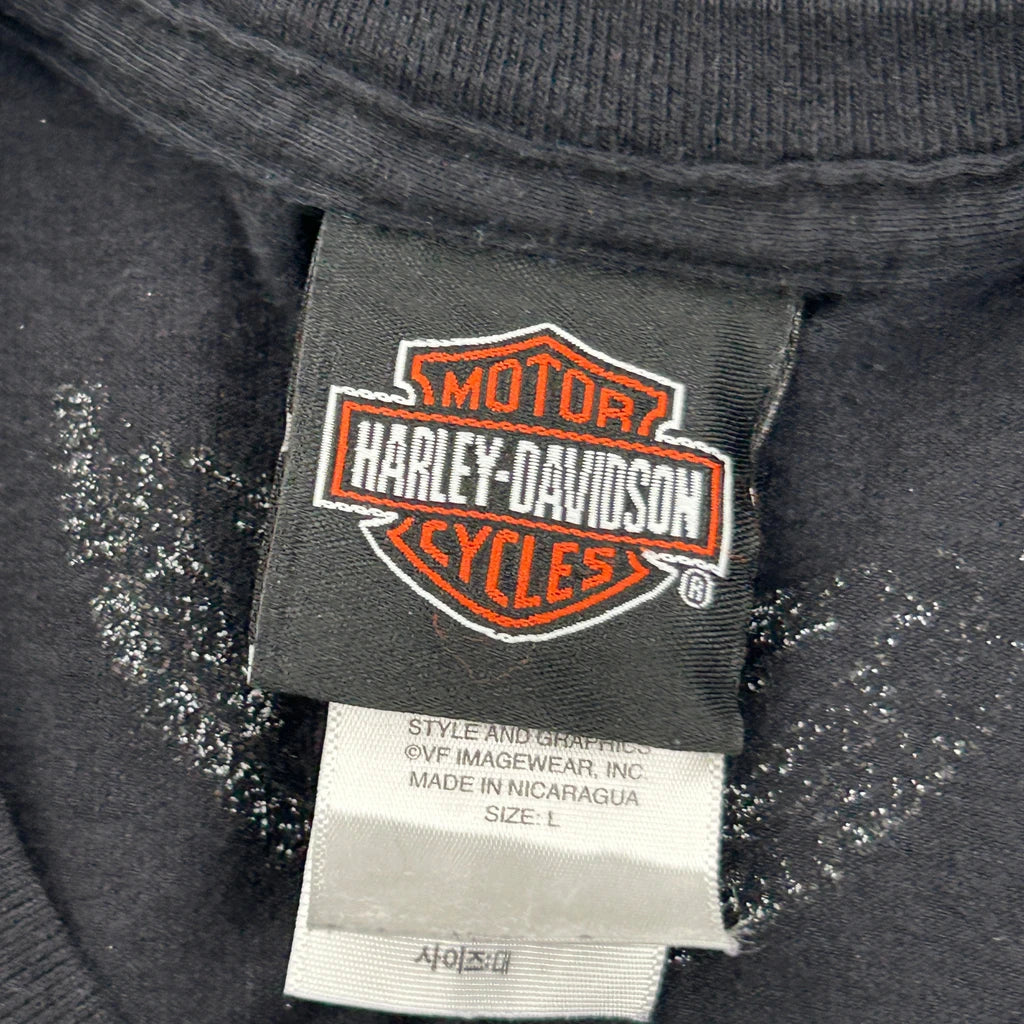 MOTOR
HARLEY-DAVIDSON
CYCLES
®
STYLE AND GRAPHICS
©VF IMAGEWEAR, INC.
MADE IN NICARAGUA
SIZE: L
사이즈:대